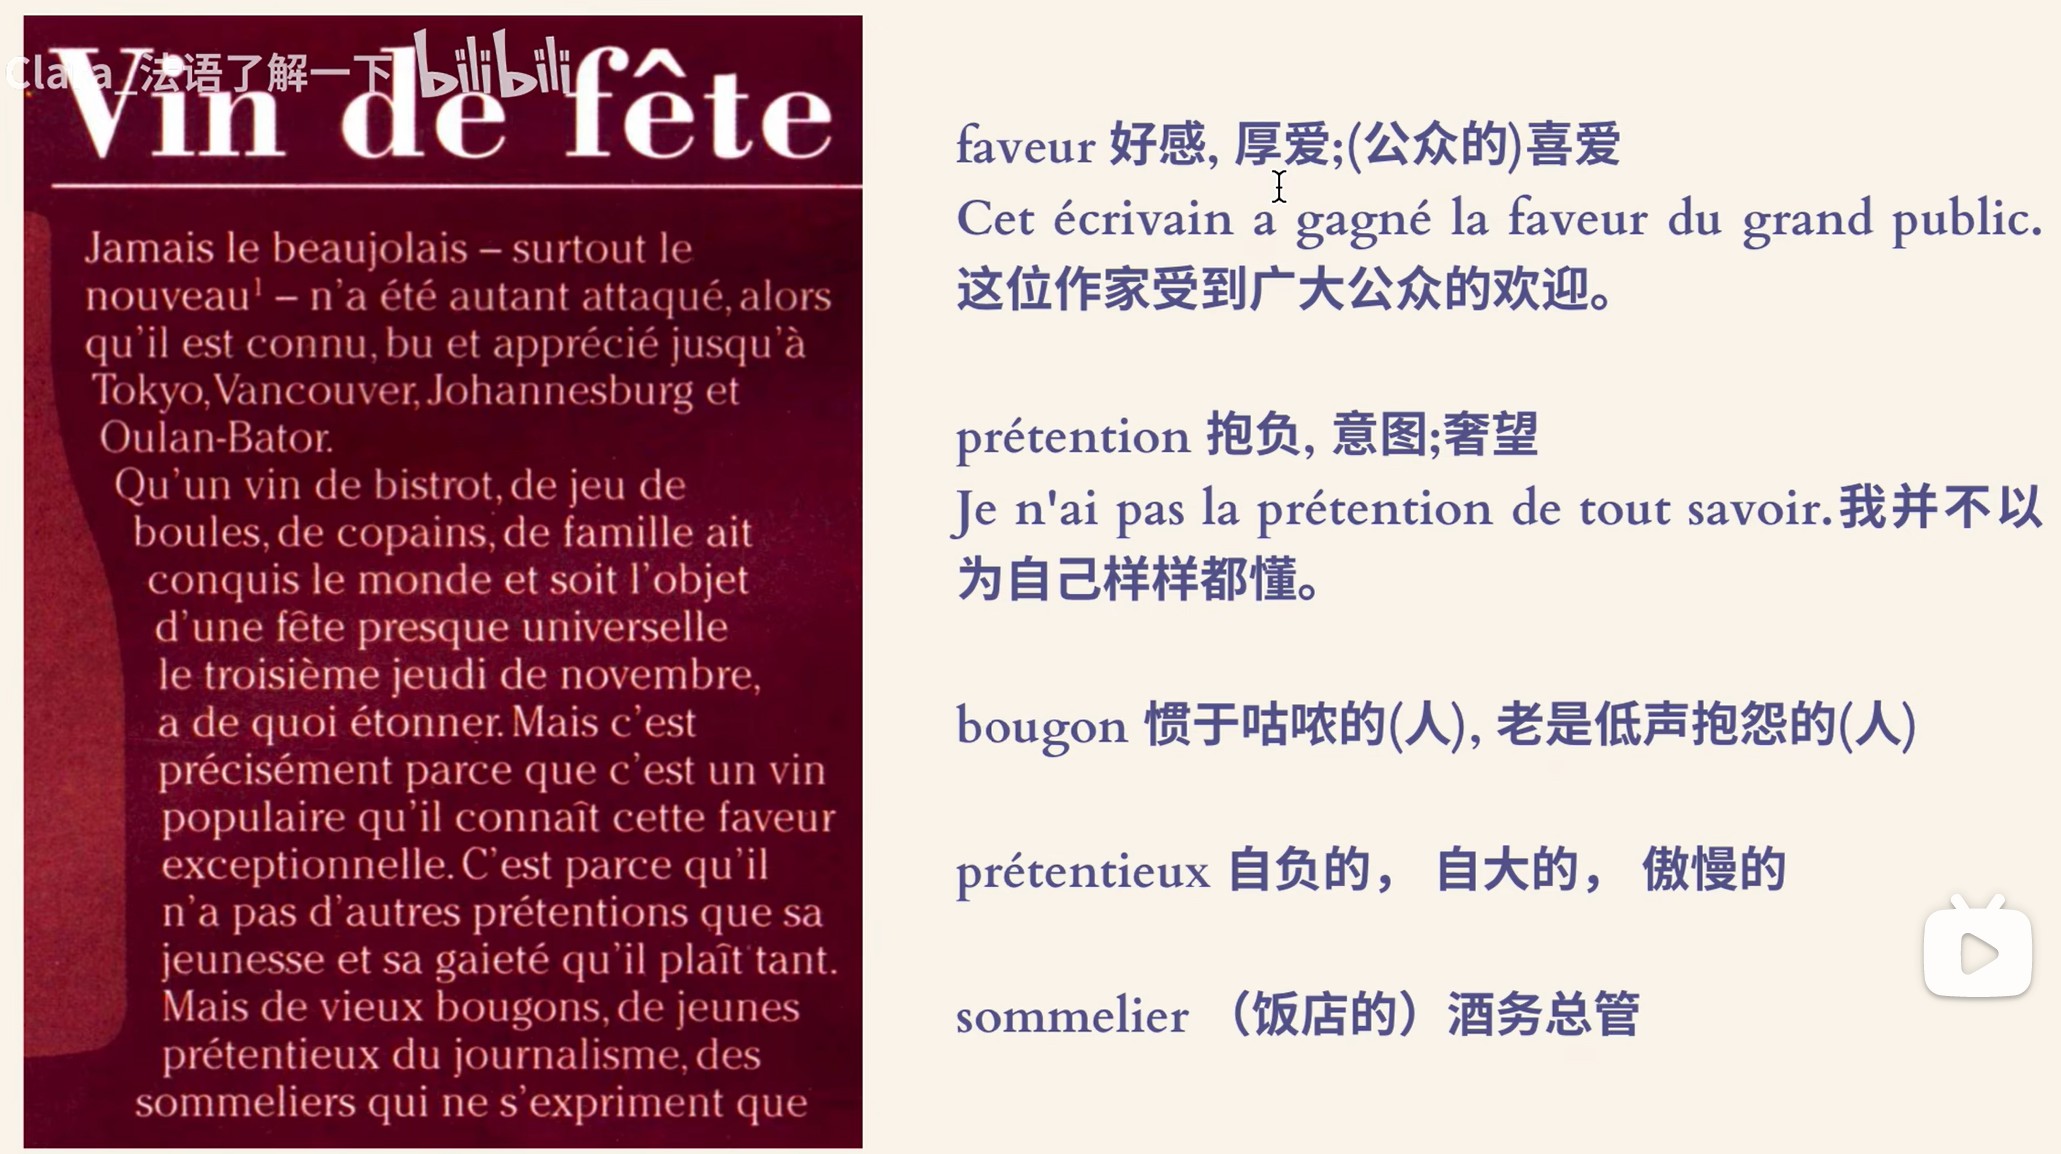 Vin de fête
Clara_法语了解一下 bilibili
Jamais le beaujolais – surtout le
nouveau¹ – n’a été autant attaqué, alors
qu’il est connu, bu et apprécié jusqu’à
Tokyo, Vancouver, Johannesburg et
Oulan-Bator.
Qu’un vin de bistrot, de jeu de
boules, de copains, de famille ait
conquis le monde et soit l’objet
d’une fête presque universelle
le troisième jeudi de novembre,
a de quoi étonner. Mais c’est
précisément parce que c’est un vin
populaire qu’il connaît cette faveur
exceptionnelle. C’est parce qu’il
n’a pas d’autres prétentions que sa
jeunesse et sa gaieté qu’il plaît tant.
Mais de vieux bougons, de jeunes
prétentieux du journalisme, des
sommeliers qui ne s’expriment que
faveur 好感, 厚爱;(公众的)喜爱
Cet écrivain a gagné la faveur du grand public.
这位作家受到广大公众的欢迎。
prétention 抱负, 意图;奢望
Je n'ai pas la prétention de tout savoir.我并不以
为自己样样都懂。
bougon 惯于咕哝的(人), 老是低声抱怨的(人)
prétentieux 自负的， 自大的， 傲慢的
sommelier （饭店的）酒务总管